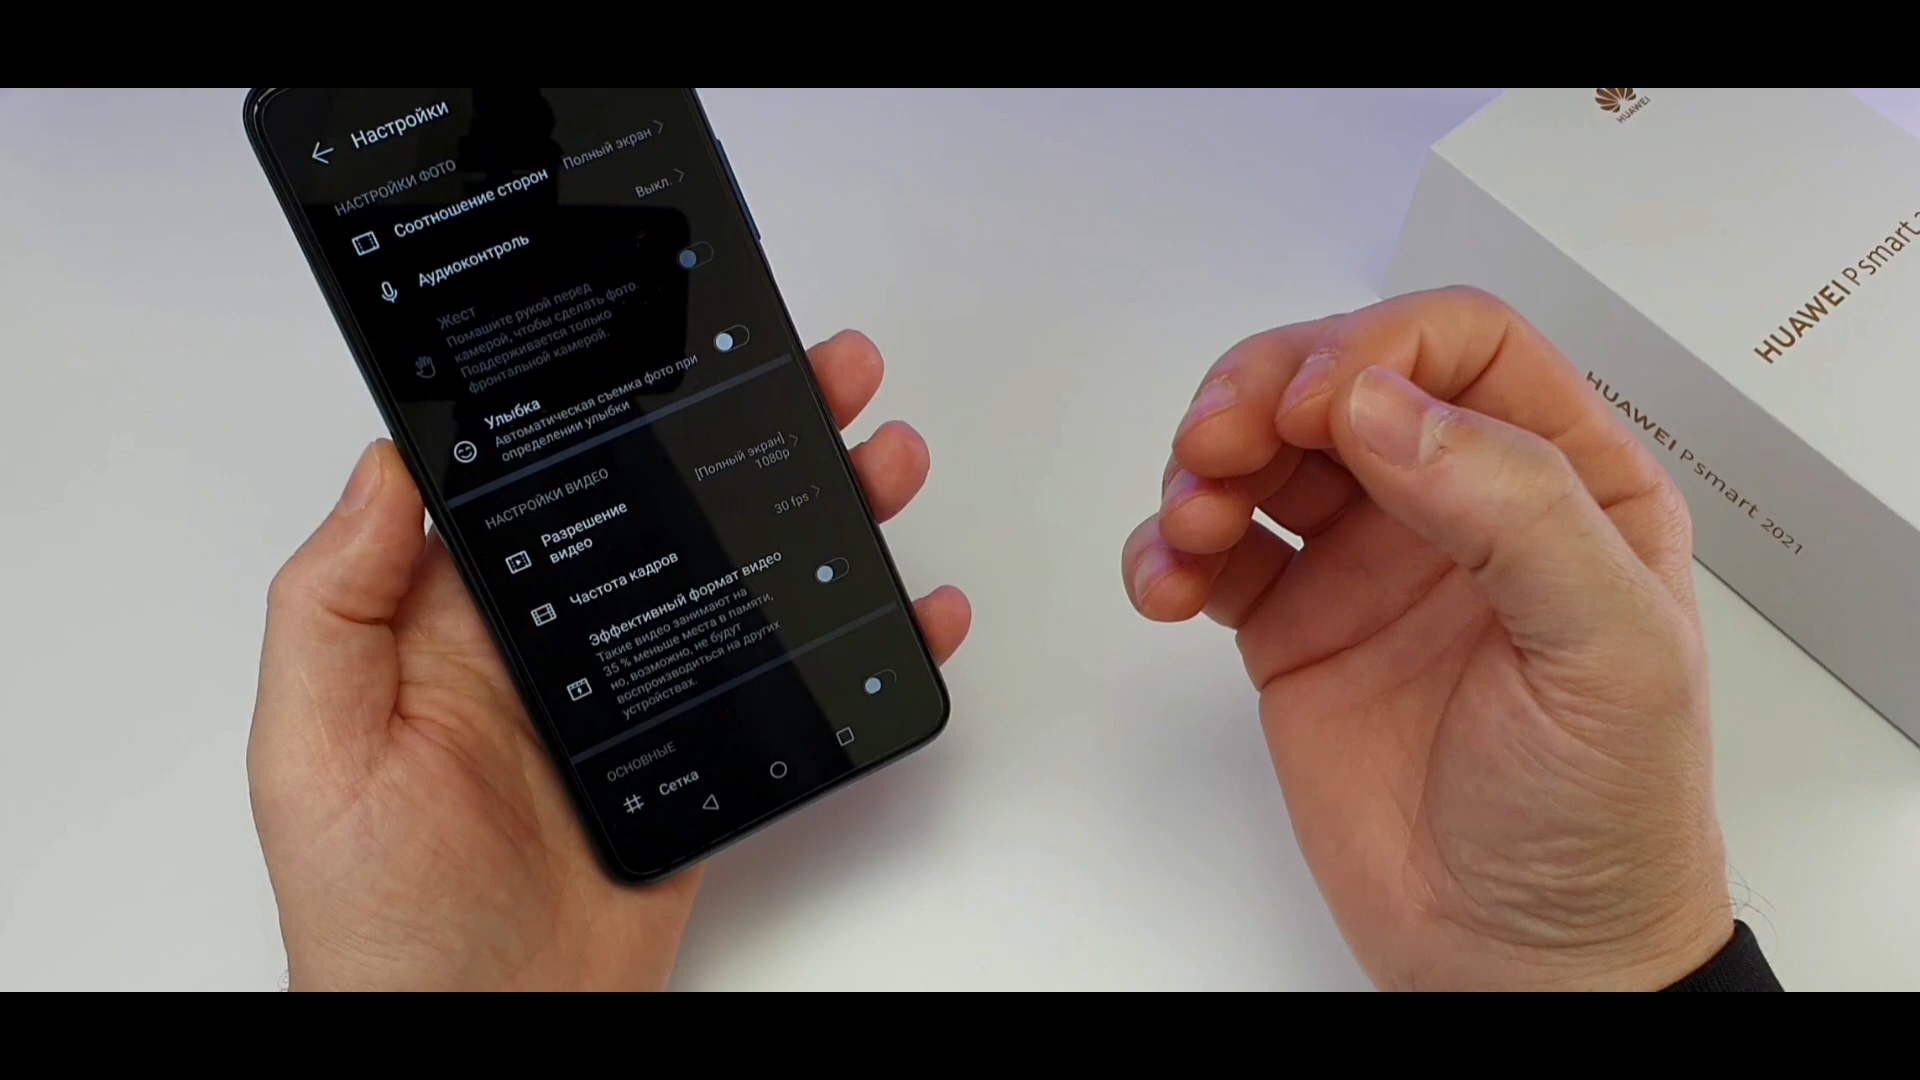 Настройки
НАСТРОЙКИ ФОТО
Соотношение сторон
Полный экран
Аудиоконтроль
Выкл.
Жест
Помашите рукой перед
камерой, чтобы сделать фото.
Поддерживается только
фронтальной камерой.
Улыбка
Автоматическая съемка фото при
определении улыбки
НАСТРОЙКИ ВИДЕО
Разрешение
видео
[Полный экран]
1080p
Частота кадров
30 fps
Эффективный формат видео
Такие видео занимают на
35 % меньше места в памяти,
но, возможно, не будут
воспроизводиться на других
устройствах.
ОСНОВНЫЕ
Сетка
HUAWEI
HUAWEI P smart 2
HUAWEI P smart 2021